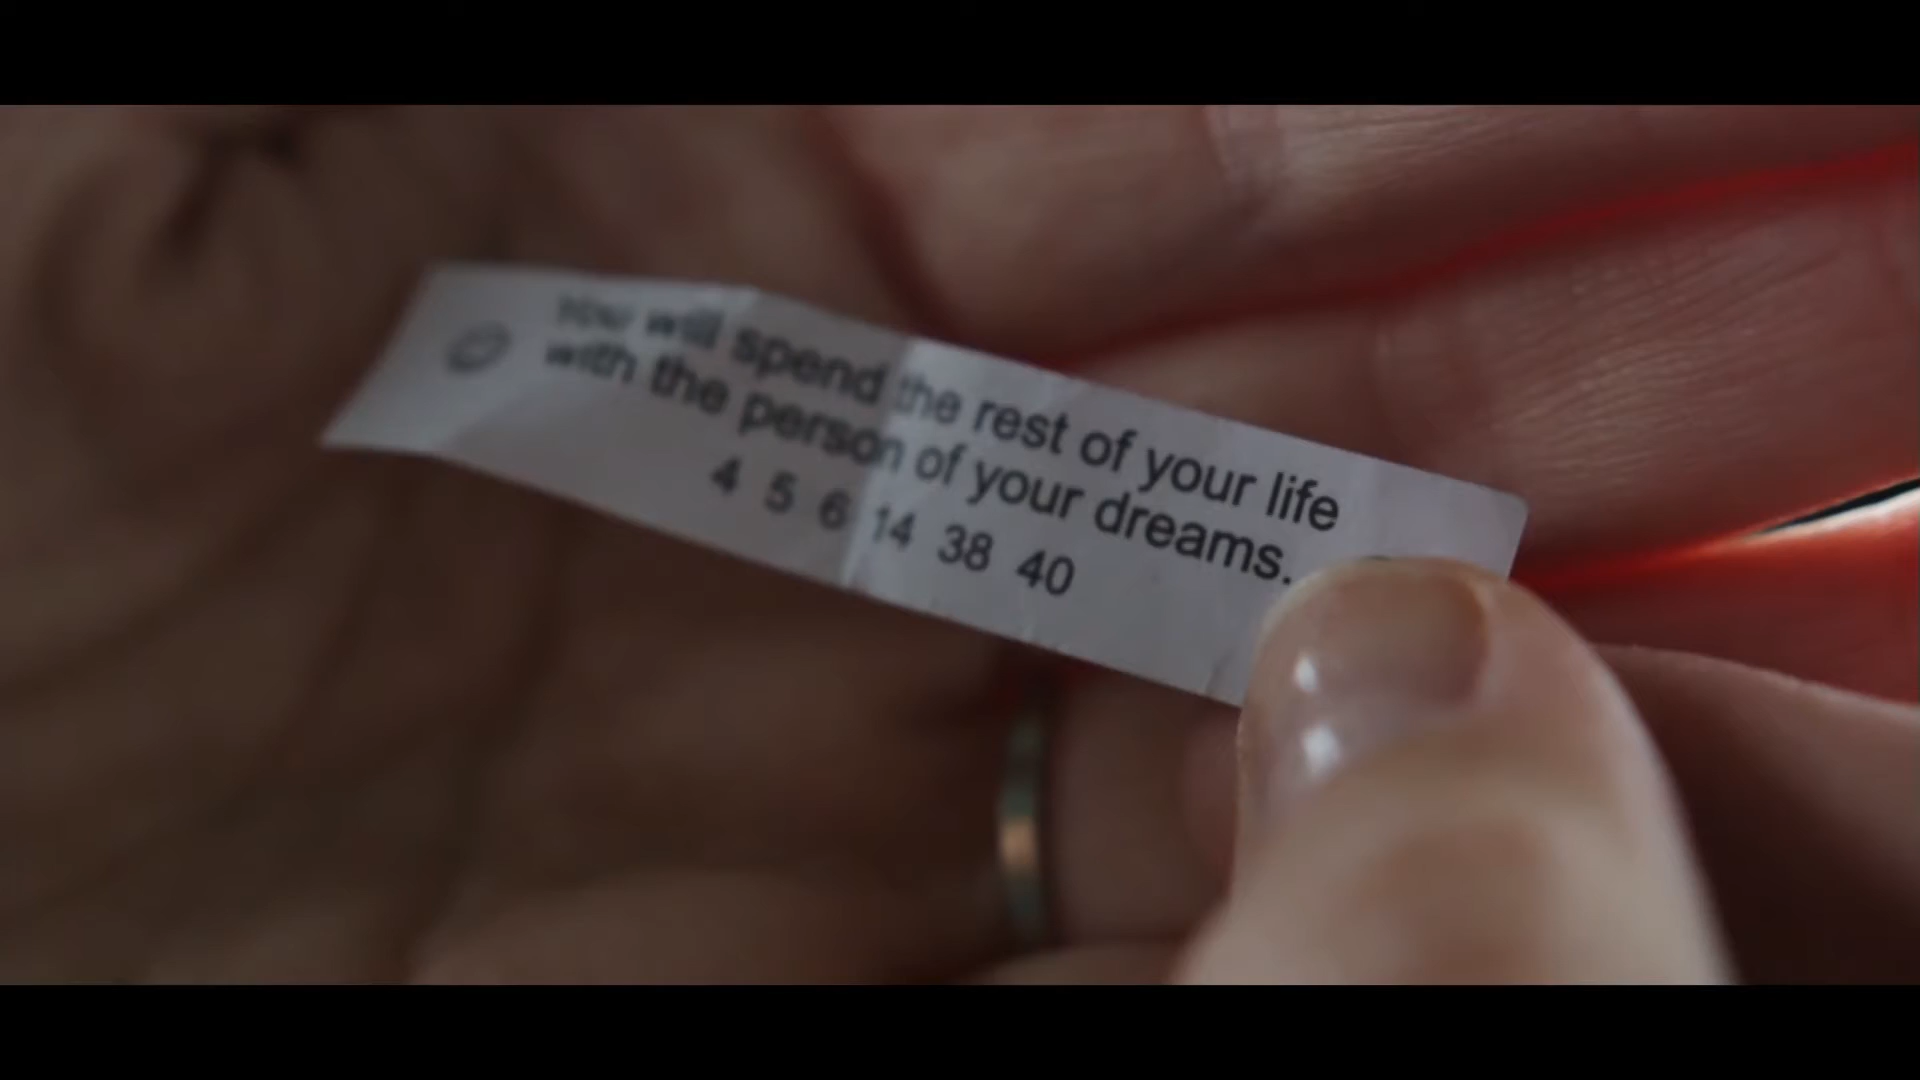 You will spend the rest of your life
with the person of your dreams.
4 5 6 14 38 40